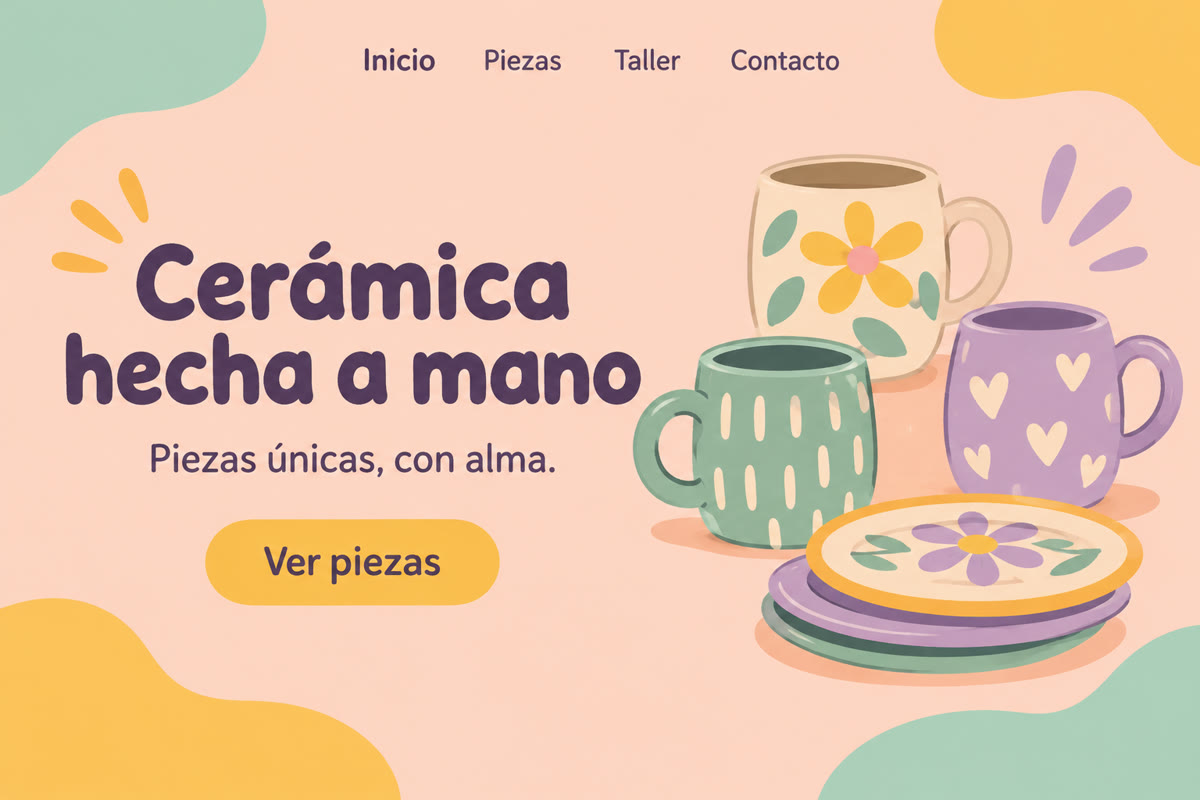 Inicio Piezas Taller Contacto
Cerámica
hecha a mano
Piezas únicas, con alma.
Ver piezas